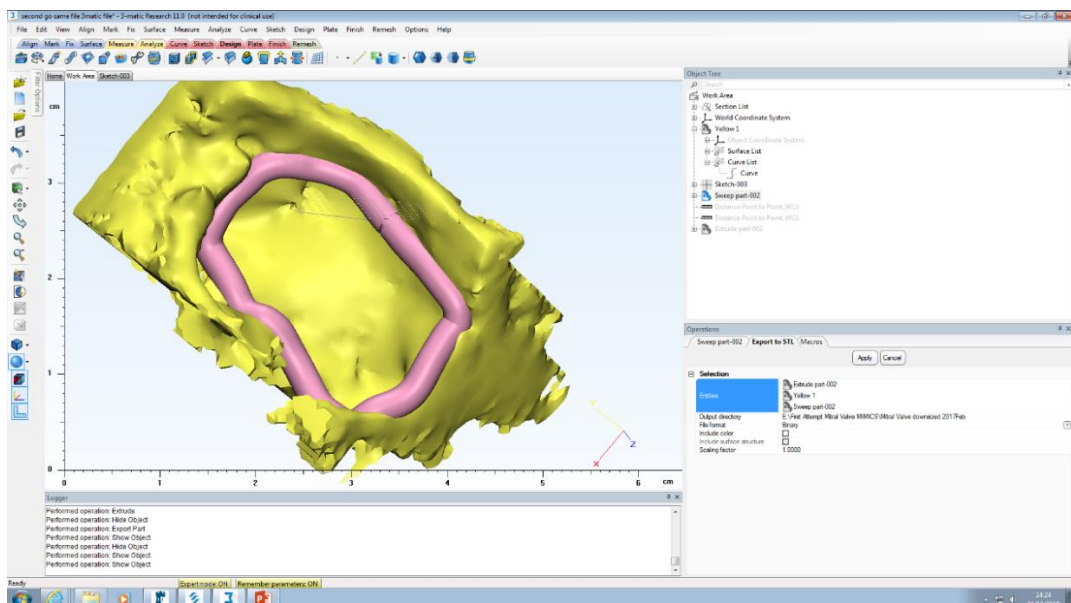 second go same file 3matic file* - 3-matic Research 11.0 (not intended for clinical use)
File Edit View Align Mark Fix Surface Measure Analyze Curve Sketch Design Plate Finish Remesh Options Help
Align Mark Fix Surface Measure Analyze Curve Sketch Design Plate Finish Remesh
Home Work Area Sketch-003
Filter Options
cm
3
2
1
0
0 1 2 3 4 5 6 cm
Y
Z
X
Object Tree
Search
Work Area
Section List
World Coordinate System
Yellow 1
Object Coordinate System
Surface List
Curve List
Curve
Sketch-003
Sweep part-002
Distance Point to Point_WCS
Distance Point to Point_WCS
Extrude part-002
Operations
Sweep part-002 Export to STL Macros
Apply Cancel
Selection
Entities
Extrude part-002
Yellow 1
Sweep part-002
Output directory E:\First Attempt Mitral Valve MIMICS\Mitral Valve downsized 2017Feb
File format Binary
Include color
Include surface structure
Scaling factor 1.0000
Logger
Performed operation: Extrude
Performed operation: Hide Object
Performed operation: Export Part
Performed operation: Show Object
Performed operation: Hide Object
Performed operation: Show Object
Performed operation: Show Object
Ready
Expert mode: ON Remember parameters: ON
14:24